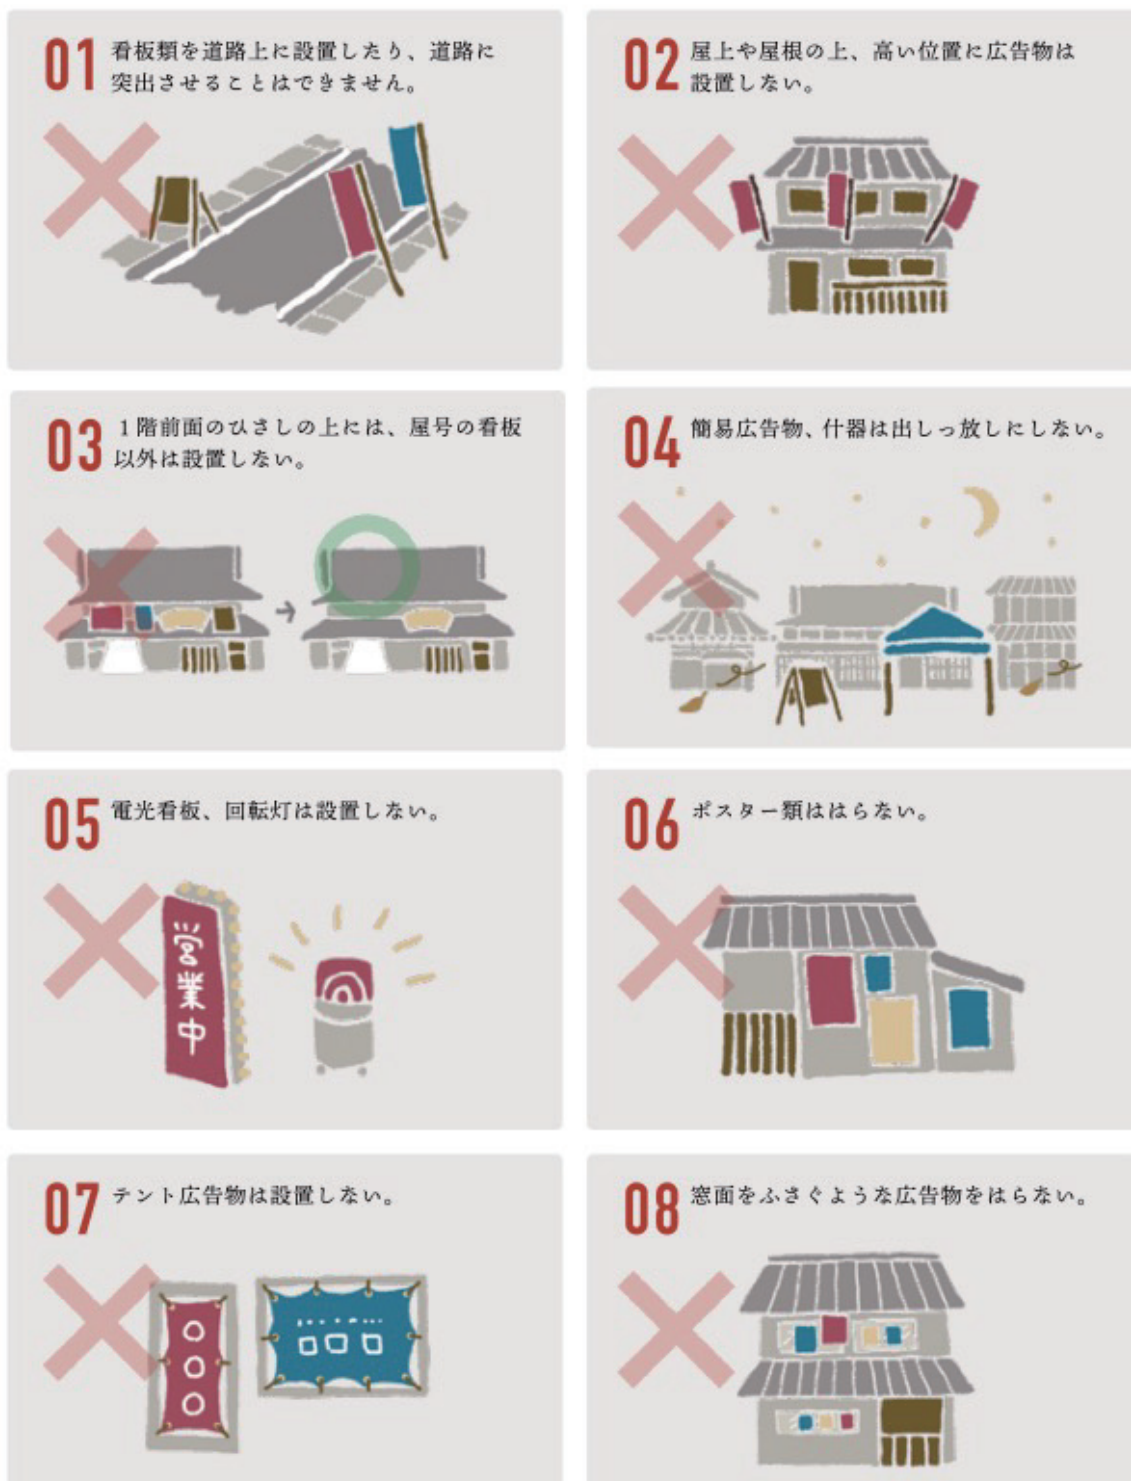 01
看板類を道路上に設置したり、道路に
突出させることはできません。
02
屋上や屋根の上、高い位置に広告物は
設置しない。
03
1階前面のひさしの上には、屋号の看板
以外は設置しない。
04
簡易広告物、什器は出しっ放しにしない。
05
電光看板、回転灯は設置しない。
営業中
06
ポスター類ははらない。
07
テント広告物は設置しない。
08
窓面をふさぐような広告物をはらない。